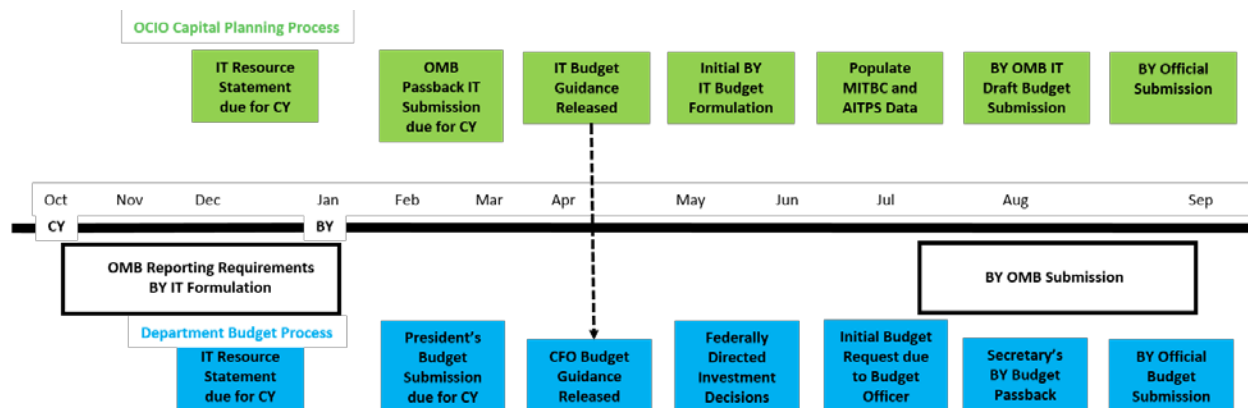 OCIO Capital Planning Process
IT Resource
Statement
due for CY
OMB
Passback IT
Submission
due for CY
IT Budget
Guidance
Released
Initial BY
IT Budget
Formulation
Populate
MITBC and
AITPS Data
BY OMB IT
Draft Budget
Submission
BY Official
Submission
Oct Nov Dec Jan Feb Mar Apr May Jun Jul Aug Sep
CY BY
OMB Reporting Requirements
BY IT Formulation
BY OMB Submission
Department Budget Process
IT Resource
Statement
due for CY
President's
Budget
Submission
due for CY
CFO Budget
Guidance
Released
Federally
Directed
Investment
Decisions
Initial Budget
Request due
to Budget
Officer
Secretary's
BY Budget
Passback
BY Official
Budget
Submission